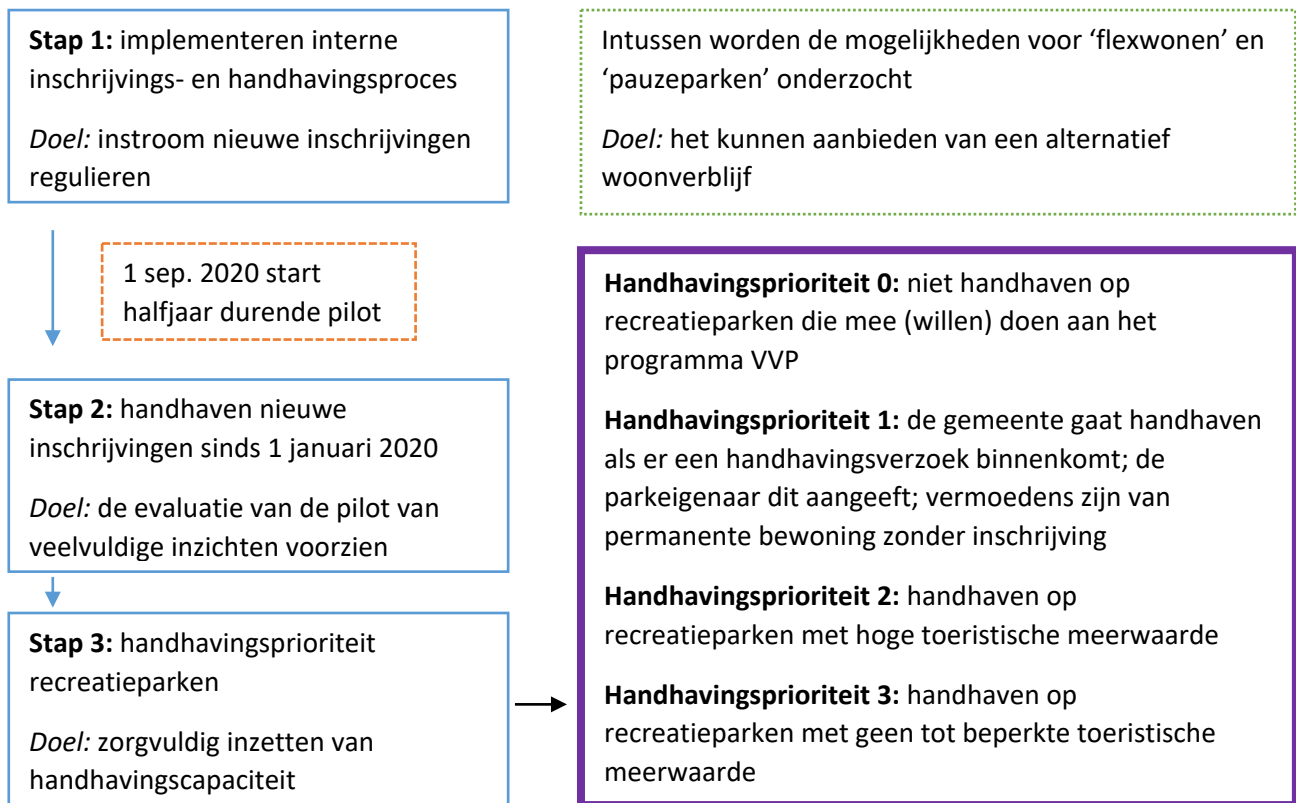 Stap 1: implementeren interne
inschrijvings- en handhavingsproces
Doel: instroom nieuwe inschrijvingen
reguleren
Intussen worden de mogelijkheden voor ‘flexwonen’ en
‘pauzeparken’ onderzocht
Doel: het kunnen aanbieden van een alternatief
woonverblijf
1 sep. 2020 start
halfjaar durende pilot
Stap 2: handhaven nieuwe
inschrijvingen sinds 1 januari 2020
Doel: de evaluatie van de pilot van
veelvuldige inzichten voorzien
Stap 3: handhavingsprioriteit
recreatieparken
Doel: zorgvuldig inzetten van
handhavingscapaciteit
Handhavingsprioriteit 0: niet handhaven op
recreatieparken die mee (willen) doen aan het
programma VVP
Handhavingsprioriteit 1: de gemeente gaat handhaven
als er een handhavingsverzoek binnenkomt; de
parkeigenaar dit aangeeft; vermoedens zijn van
permanente bewoning zonder inschrijving
Handhavingsprioriteit 2: handhaven op
recreatieparken met hoge toeristische meerwaarde
Handhavingsprioriteit 3: handhaven op
recreatieparken met geen tot beperkte toeristische
meerwaarde